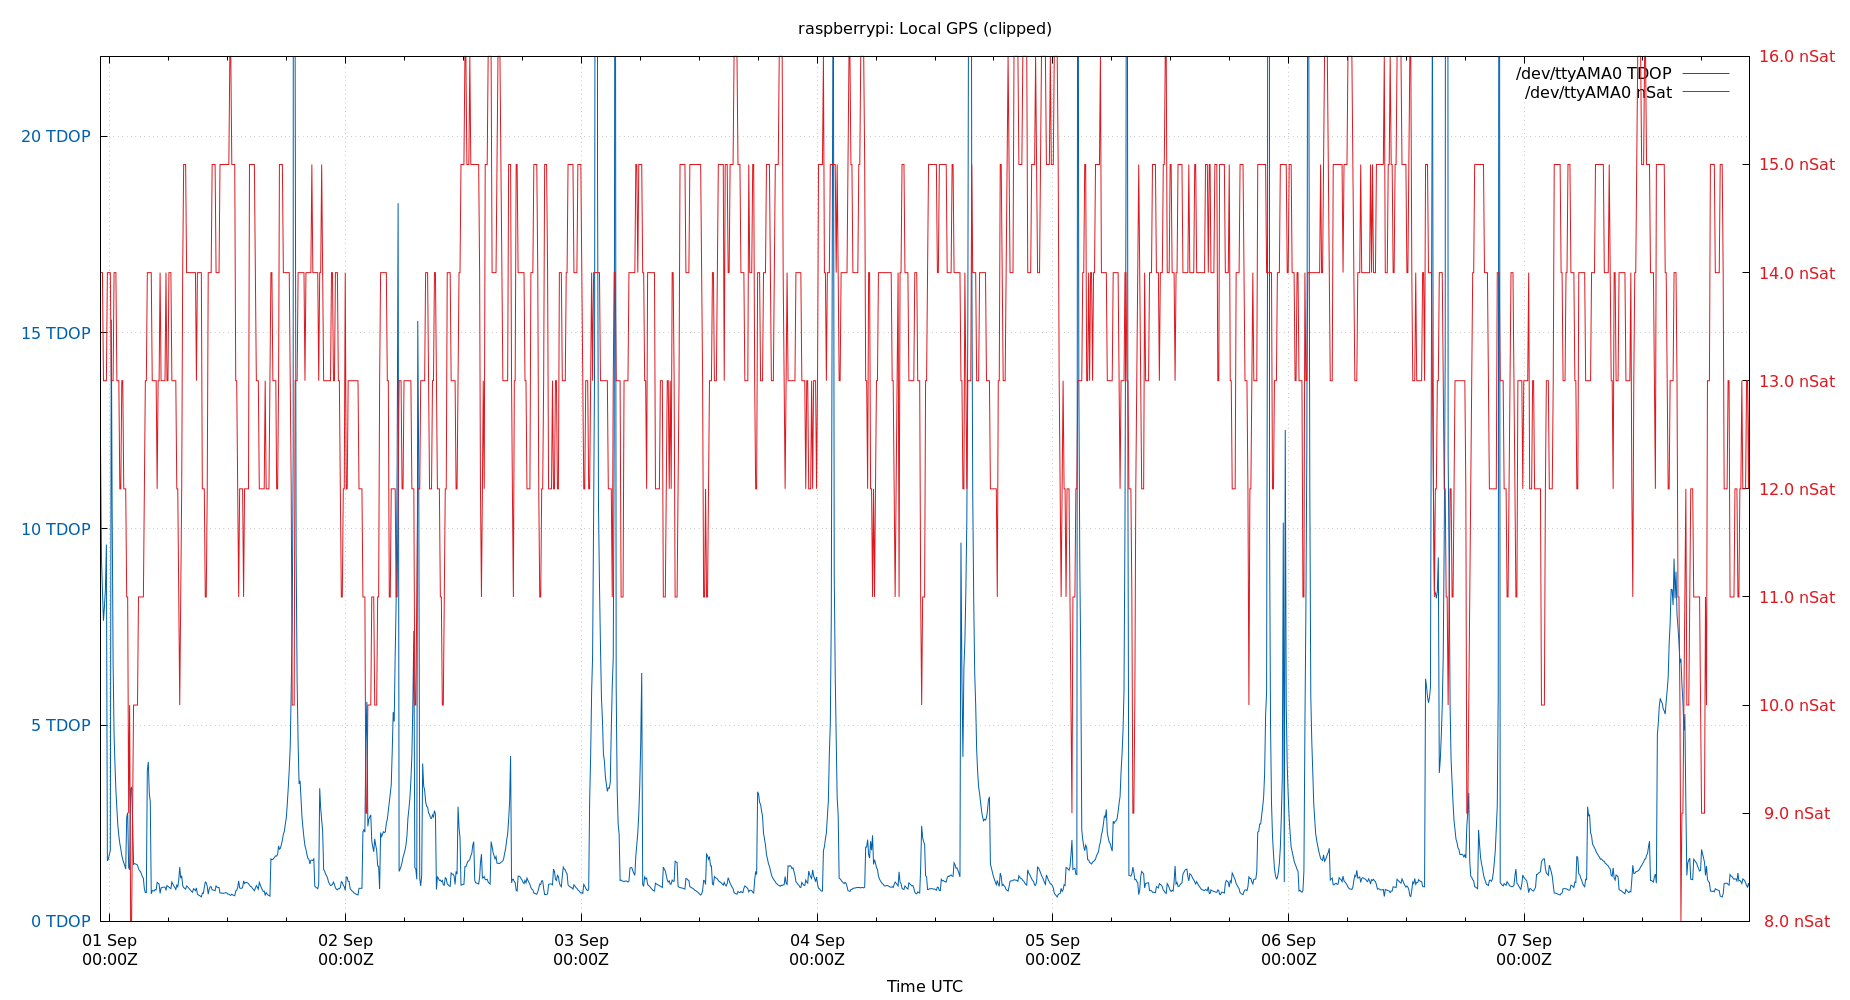 raspberrypi: Local GPS (clipped)
/dev/ttyAMA0 TDOP
/dev/ttyAMA0 nSat
20 TDOP
15 TDOP
10 TDOP
5 TDOP
0 TDOP
16.0 nSat
15.0 nSat
14.0 nSat
13.0 nSat
12.0 nSat
11.0 nSat
10.0 nSat
9.0 nSat
8.0 nSat
01 Sep
00:00Z
02 Sep
00:00Z
03 Sep
00:00Z
04 Sep
00:00Z
05 Sep
00:00Z
06 Sep
00:00Z
07 Sep
00:00Z
Time UTC